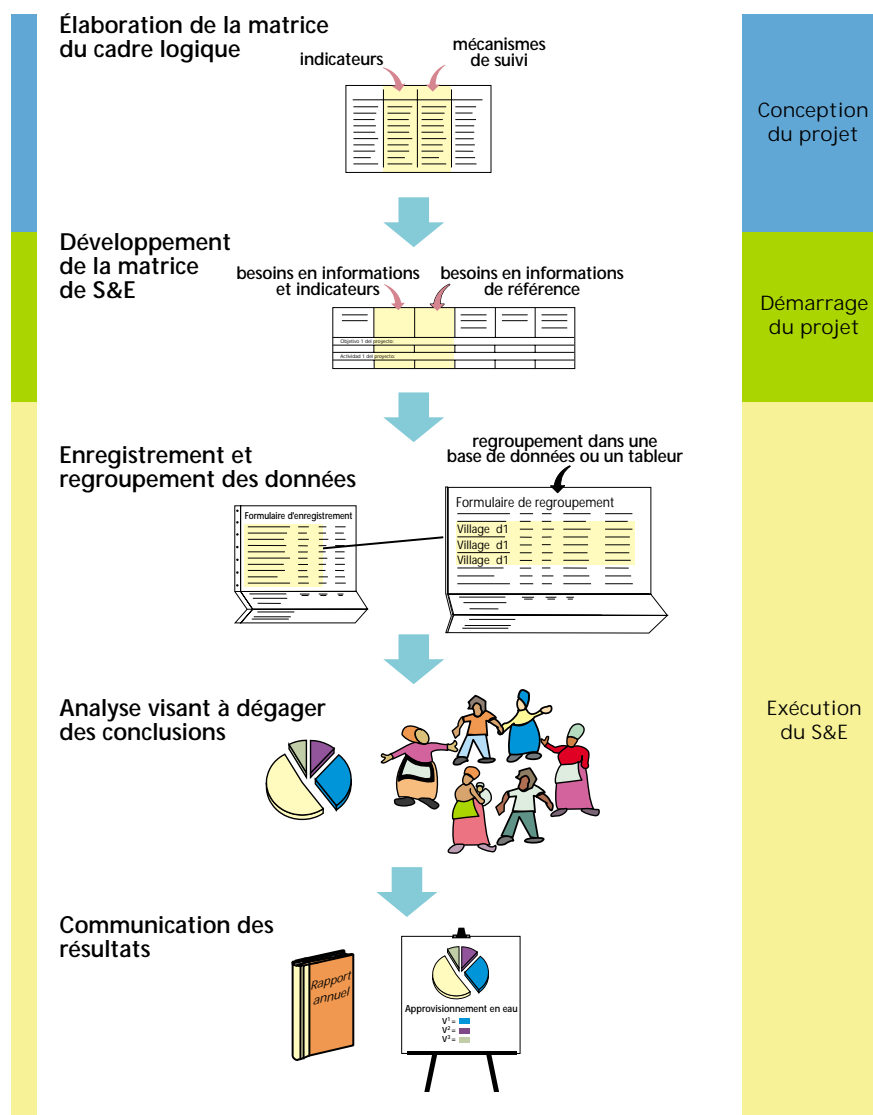 Élaboration de la matrice
du cadre logique
indicateurs
mécanismes
de suivi
Conception
du projet
Développement
de la matrice
de S&E
besoins en informations
et indicateurs
besoins en informations
de référence
Objetivo 1 del proyecto:
Actividad 1 del proyecto:
Démarrage
du projet
Enregistrement et
regroupement des données
regroupement dans une
base de données ou un tableur
Formulaire d'enregistrement
Formulaire de regroupement
Village d1
Village d1
Village d1
Analyse visant à dégager
des conclusions
Exécution
du S&E
Communication des
résultats
Rapport
annuel
Approvisionnement en eau
V¹ =
V² =
V³ =